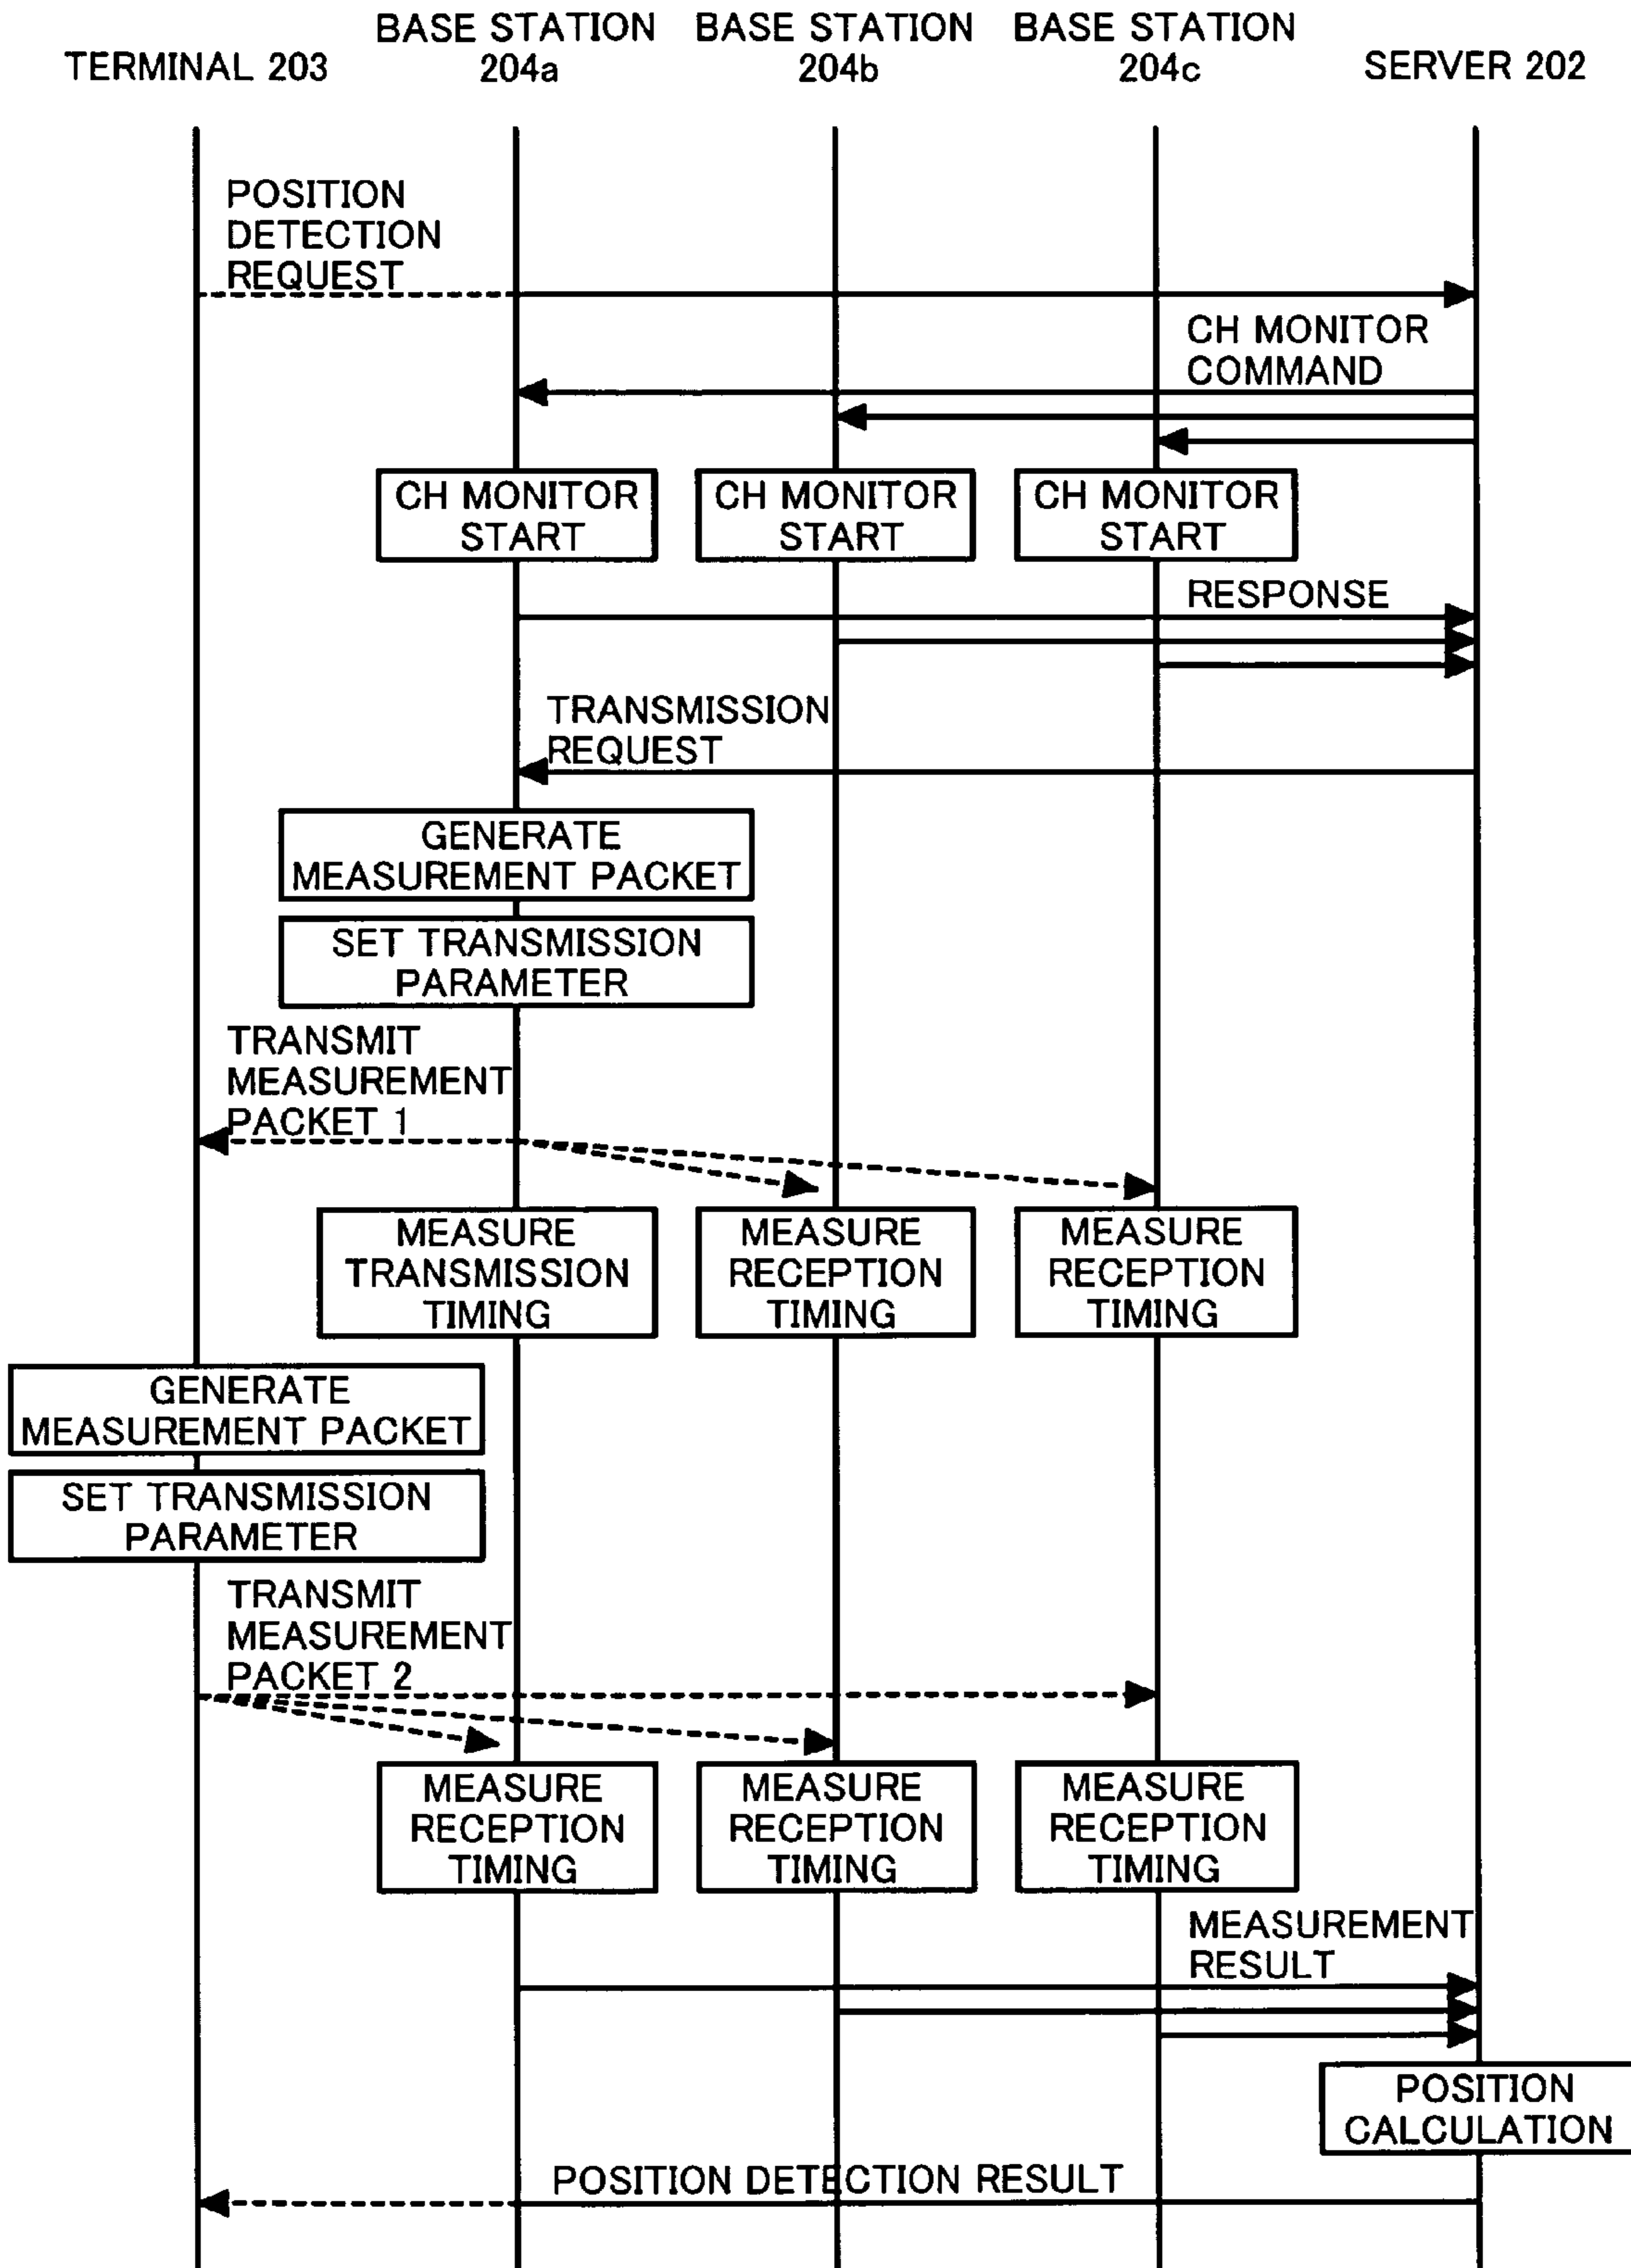 TERMINAL 203
BASE STATION
204a
BASE STATION
204b
BASE STATION
204c
SERVER 202
POSITION
DETECTION
REQUEST
CH MONITOR
COMMAND
CH MONITOR
START
CH MONITOR
START
CH MONITOR
START
RESPONSE
TRANSMISSION
REQUEST
GENERATE
MEASUREMENT PACKET
SET TRANSMISSION
PARAMETER
TRANSMIT
MEASUREMENT
PACKET 1
MEASURE
TRANSMISSION
TIMING
MEASURE
RECEPTION
TIMING
MEASURE
RECEPTION
TIMING
GENERATE
MEASUREMENT PACKET
SET TRANSMISSION
PARAMETER
TRANSMIT
MEASUREMENT
PACKET 2
MEASURE
RECEPTION
TIMING
MEASURE
RECEPTION
TIMING
MEASURE
RECEPTION
TIMING
MEASUREMENT
RESULT
POSITION
CALCULATION
POSITION DETECTION RESULT